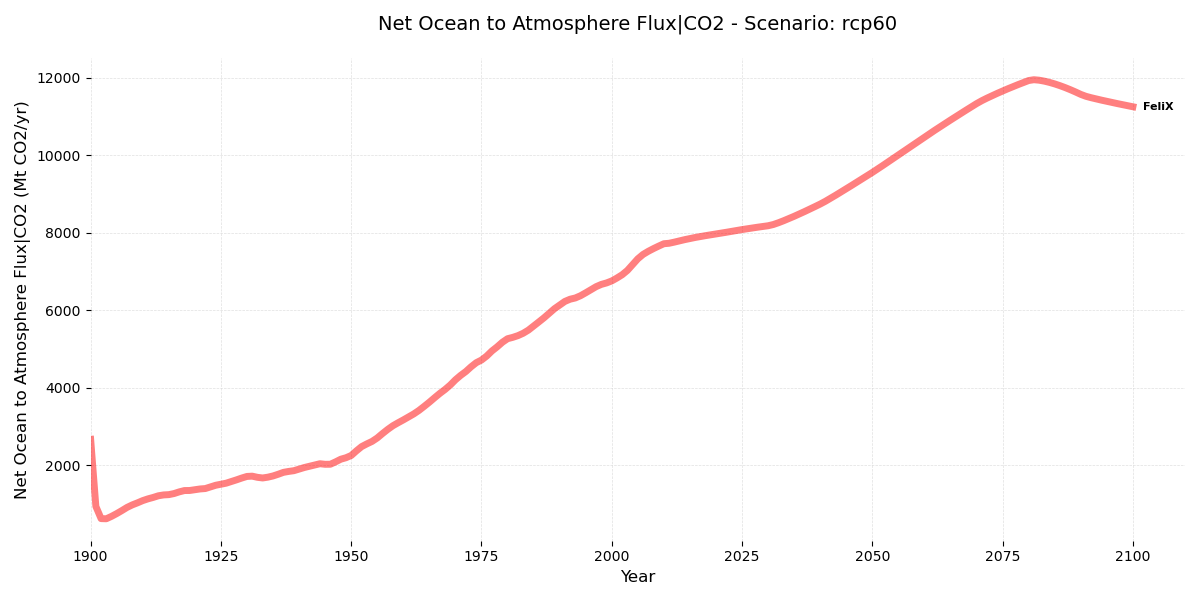 Net Ocean to Atmosphere Flux|CO2 - Scenario: rcp60
Net Ocean to Atmosphere Flux|CO2 (Mt CO2/yr)
12000
10000
8000
6000
4000
2000
FeliX
1900 1925 1950 1975 2000 2025 2050 2075 2100
Year